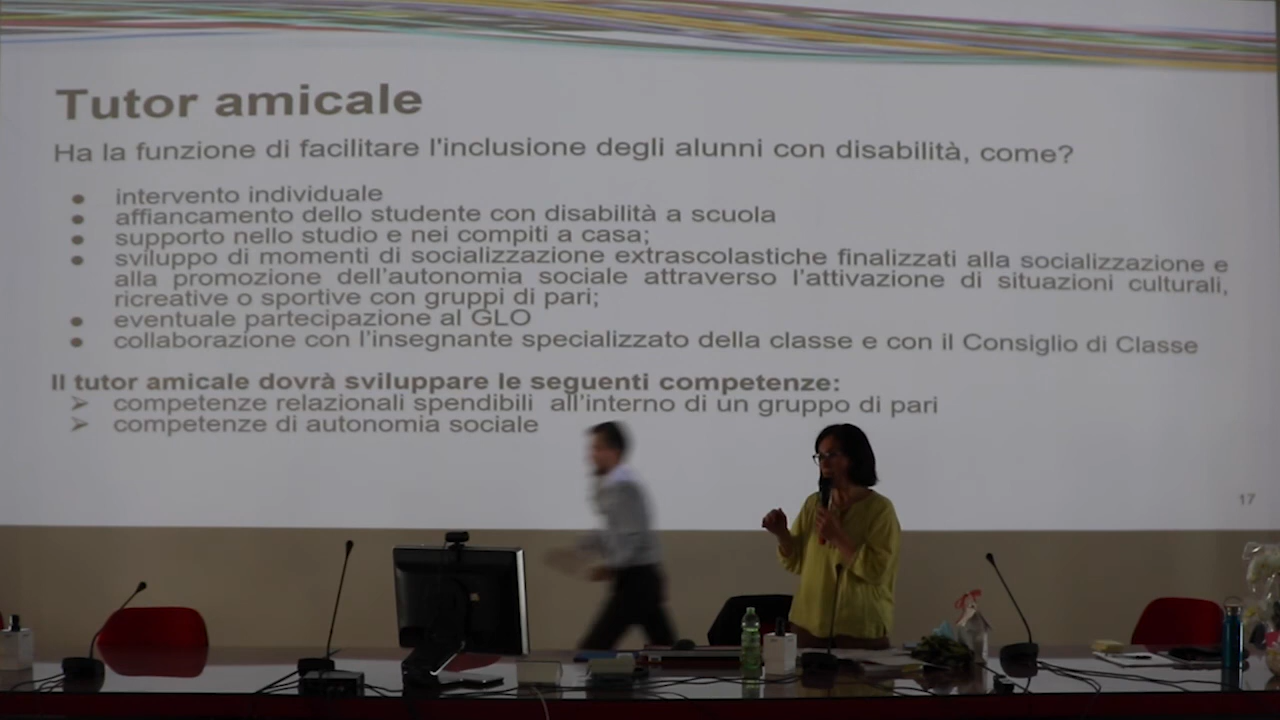 Tutor amicale
Ha la funzione di facilitare l'inclusione degli alunni con disabilità, come?
● intervento individuale
● affiancamento dello studente con disabilità a scuola
● supporto nello studio e nei compiti a casa;
● sviluppo di momenti di socializzazione extrascolastiche finalizzati alla socializzazione e
alla promozione dell'autonomia sociale attraverso l'attivazione di situazioni culturali,
ricreative o sportive con gruppi di pari;
● eventuale partecipazione al GLO
● collaborazione con l'insegnante specializzato della classe e con il Consiglio di Classe
Il tutor amicale dovrà sviluppare le seguenti competenze:
➢ competenze relazionali spendibili all'interno di un gruppo di pari
➢ competenze di autonomia sociale
17